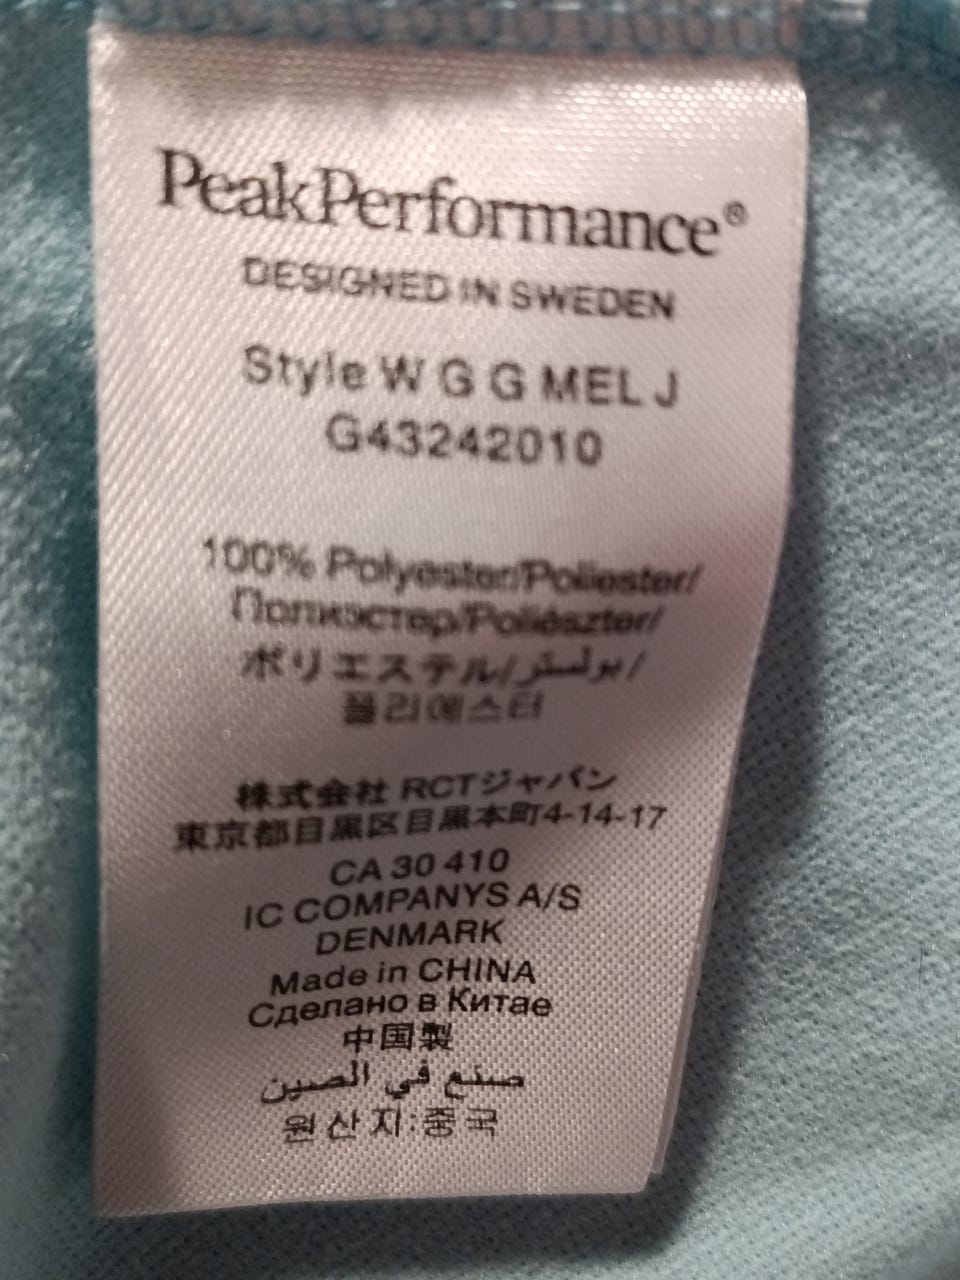 PeakPerformance®
DESIGNED IN SWEDEN
Style W G G MEL J
G43242010
100% Polyester/Poliester/
Полиэстер/Poliészter/
ポリエステル/بولستر/
폴리에스터
株式会社 RCTジャパン
東京都目黒区目黒本町4-14-17
CA 30 410
IC COMPANYS A/S
DENMARK
Made in CHINA
Сделано в Китае
中国製
صنع في الصين
원산지:중국